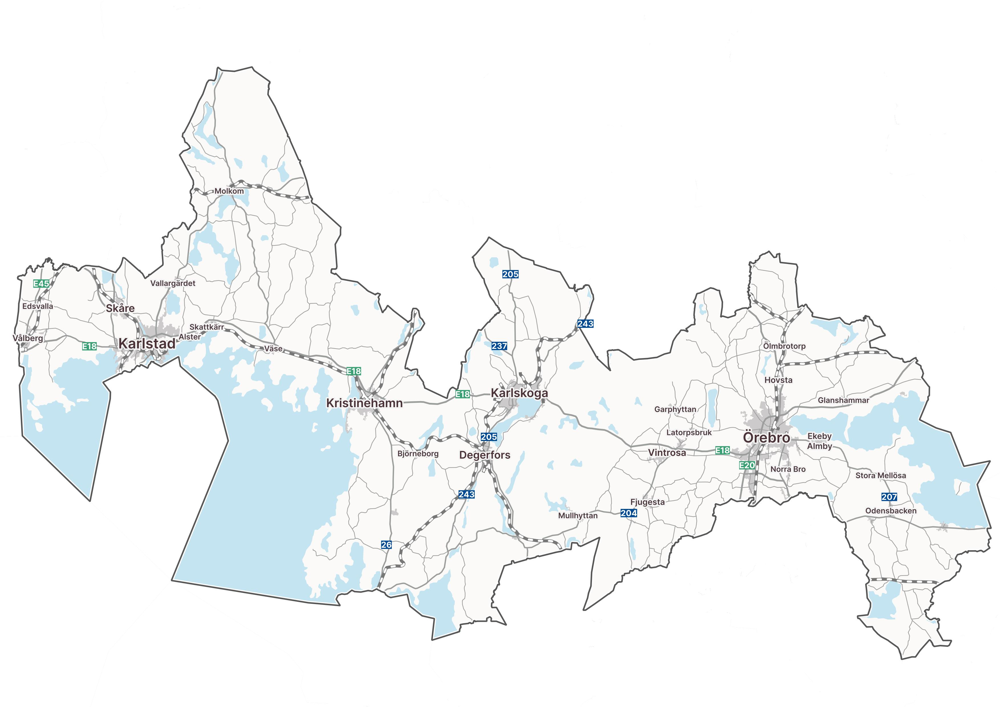 Molkom
205
E45
Vallargärdet
Edsvalla
Skåre
243
Skattkärr
Alster
Vålberg
Karlstad
E18
Väse
237
Ölmbrotorp
E18
Hovsta
Karlskoga
E18
Kristinehamn
Glanshammar
Garphyttan
Latorpsbruk
205
Örebro
Ekeby
Almby
Björneborg
Degerfors
Vintrosa
E18
E20
Norra Bro
Stora Mellösa
243
207
Fjugesta
Mullhyttan
204
Odensbacken
26